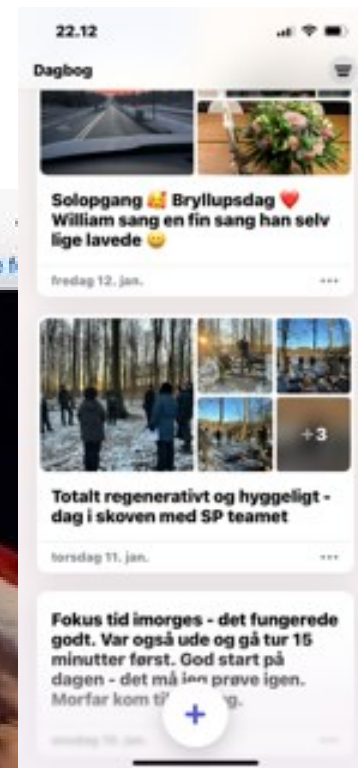 22.12
Dagbog
Solopgang 🥰 Bryllupsdag ❤️
William sang en fin sang han selv
lige lavede 😀
fredag 12. jan.
+3
Totalt regenerativt og hyggeligt -
dag i skoven med SP teamet
torsdag 11. jan.
Fokus tid imorges - det fungerede
godt. Var også ude og gå tur 15
minutter først. God start på
dagen - det må jeg prøve igen.
Morfar kom